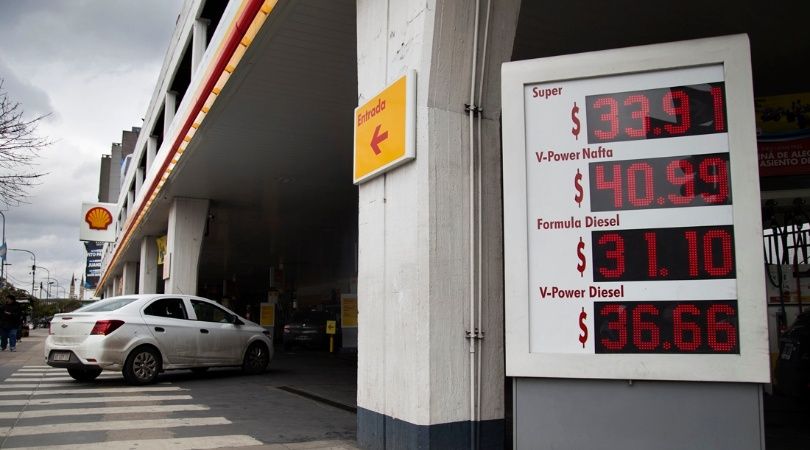 Entrada
Super
$ 33.91
V-Power Nafta
$ 40.99
Formula Diesel
$ 31.10
V-Power Diesel
$ 36.66